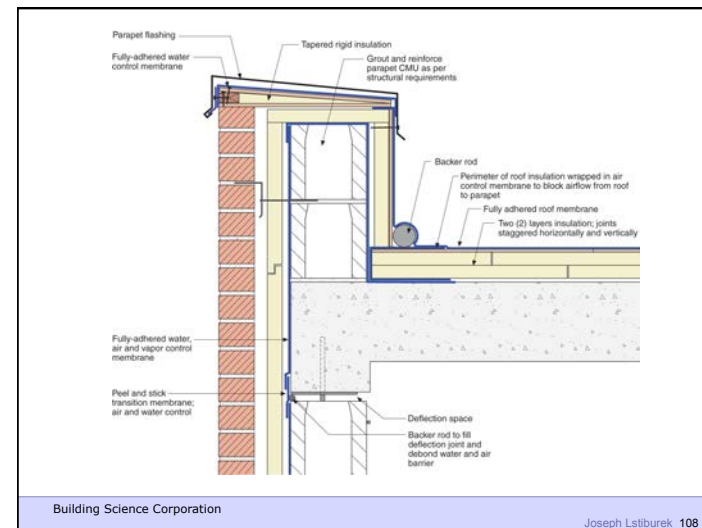 Parapet flashing
Fully-adhered water
control membrane
Tapered rigid insulation
Grout and reinforce
parapet CMU as per
structural requirements
Backer rod
Perimeter of roof insulation wrapped in air
control membrane to block airflow from roof
to parapet
Fully adhered roof membrane
Two (2) layers insulation; joints
staggered horizontally and vertically
Fully-adhered water,
air and vapor control
membrane
Peel and stick
transition membrane;
air and water control
Deflection space
Backer rod to fill
deflection joint and
debond water and air
barrier
Building Science Corporation
Joseph Lstiburek 108